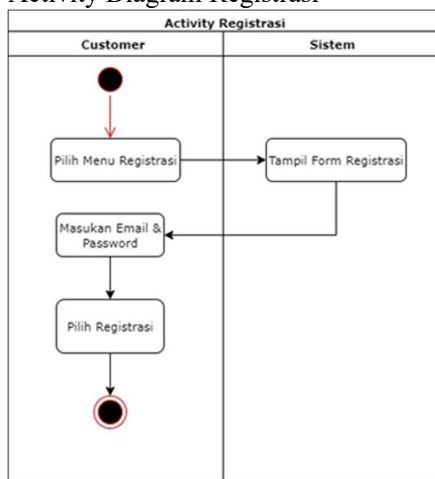 Activity Diagram Registrasi
Activity Registrasi
Customer
Sistem
Pilih Menu Registrasi
Tampil Form Registrasi
Masukan Email &
Password
Pilih Registrasi